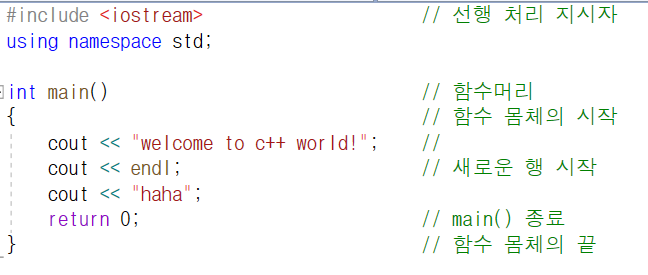 #include <iostream> // 선행 처리 지시자
using namespace std;
int main() // 함수머리
{ // 함수 몸체의 시작
cout << "welcome to c++ world!"; //
cout << endl; // 새로운 행 시작
cout << "haha";
return 0; // main() 종료
} // 함수 몸체의 끝